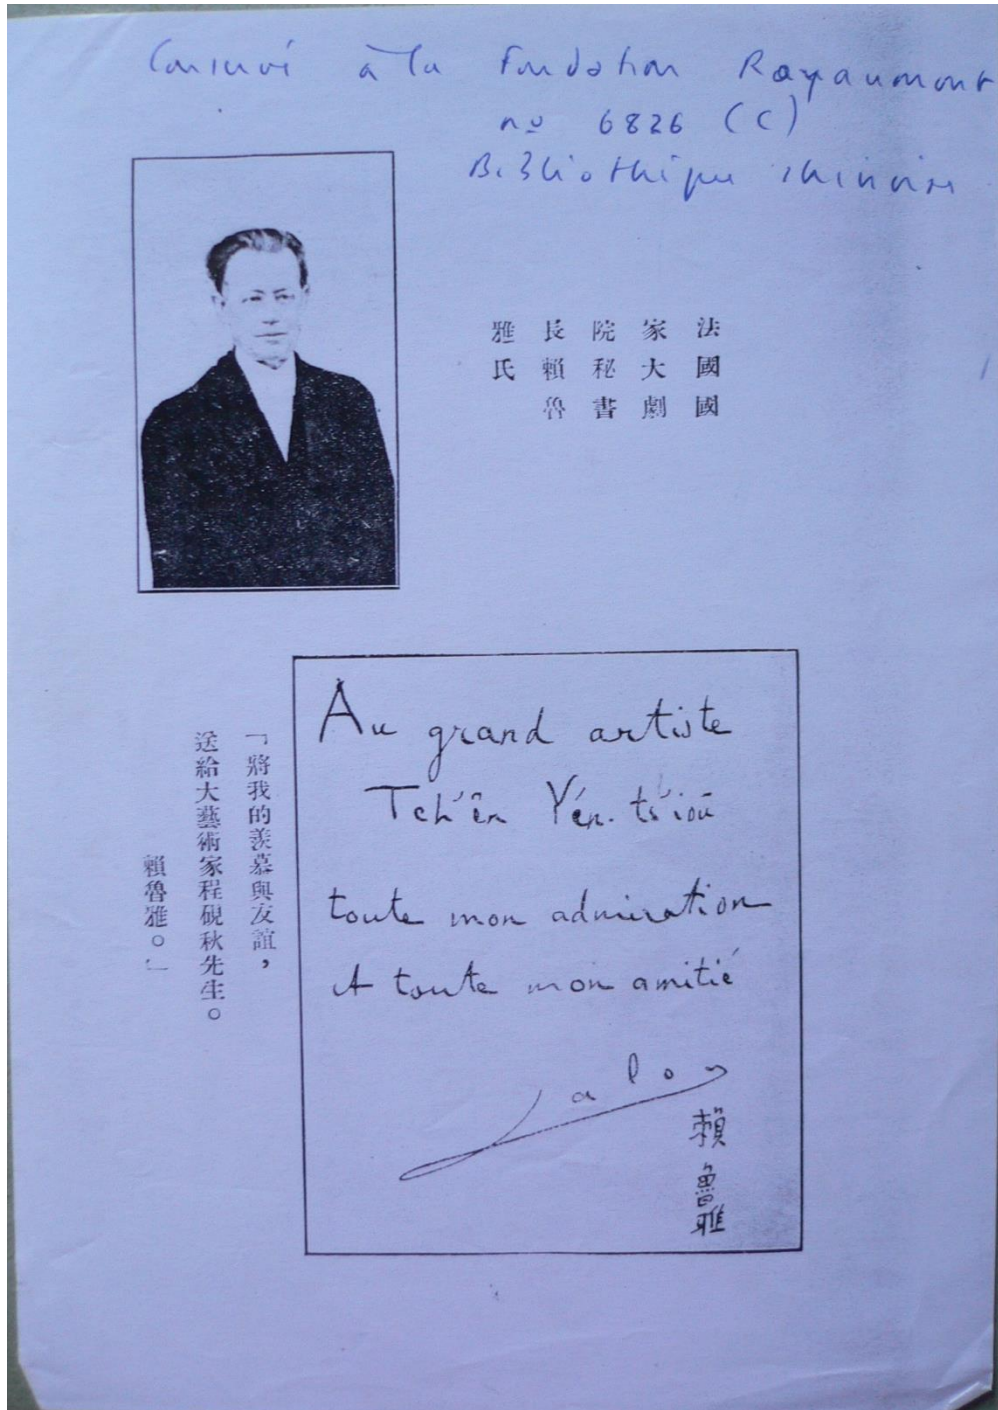 Conservé à la Fondation Royaumont
nº 6826 (C)
Bibliothèque chinoise
法國國
家大劇
院秘書
長賴魯
雅氏
Au grand artiste
Tch'ên Yén-ts'ioū
toute mon admiration
et toute mon amitié
Laloy
賴魯雅
「將我的羨慕與友誼,
送給大藝術家程硯秋先生。
賴魯雅。」